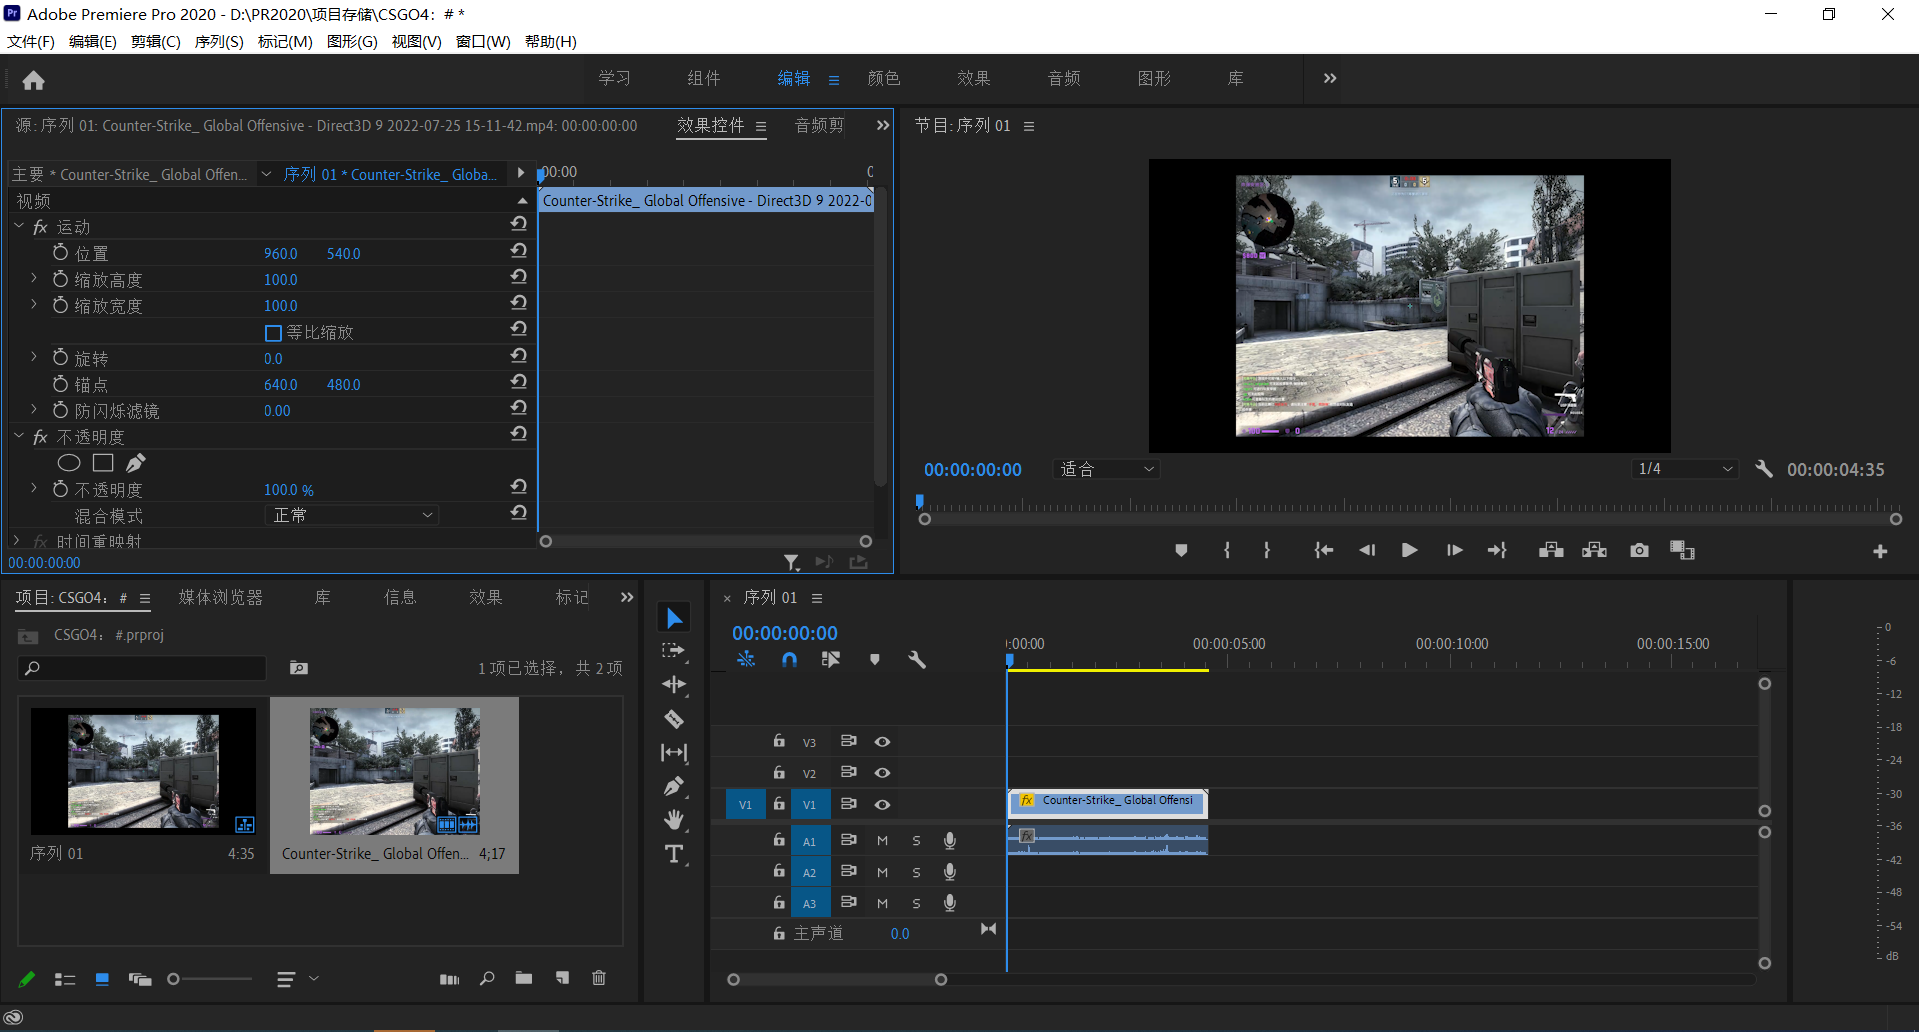 Adobe Premiere Pro 2020 - D:\PR2020\项目存储\CSGO4：# *
文件(F) 编辑(E) 剪辑(C) 序列(S) 标记(M) 图形(G) 视图(V) 窗口(W) 帮助(H)
学习 组件 编辑 颜色 效果 音频 图形 库
源: 序列 01: Counter-Strike_ Global Offensive - Direct3D 9 2022-07-25 15-11-42.mp4: 00:00:00:00 效果控件 音频剪
主要 * Counter-Strike_ Global Offen... 序列 01 * Counter-Strike_ Globa...
:00:00 0
视频
Counter-Strike_ Global Offensive - Direct3D 9 2022-0
fx 运动
位置 960.0 540.0
缩放高度 100.0
缩放宽度 100.0
等比缩放
旋转 0.0
锚点 640.0 480.0
防闪烁滤镜 0.00
fx 不透明度
不透明度 100.0 %
混合模式 正常
fx 时间重映射
00:00:00:00
节目: 序列 01
00:00:00:00 适合 1/4 00:00:04:35
项目: CSGO4：# 媒体浏览器 库 信息 效果 标记
CSGO4：#.prproj
1项已选择，共 2项
序列 01 4:35
Counter-Strike_ Global Offen... 4;17
× 序列 01
00:00:00:00
:00:00 00:00:05:00 00:00:10:00 00:00:15:00
V3
V2
V1 V1 fx Counter-Strike_ Global Offensi
A1 M S fx
A2 M S
A3 M S
主声道 0.0
0
-6
-12
-18
-24
-30
-36
-42
-48
-54
dB